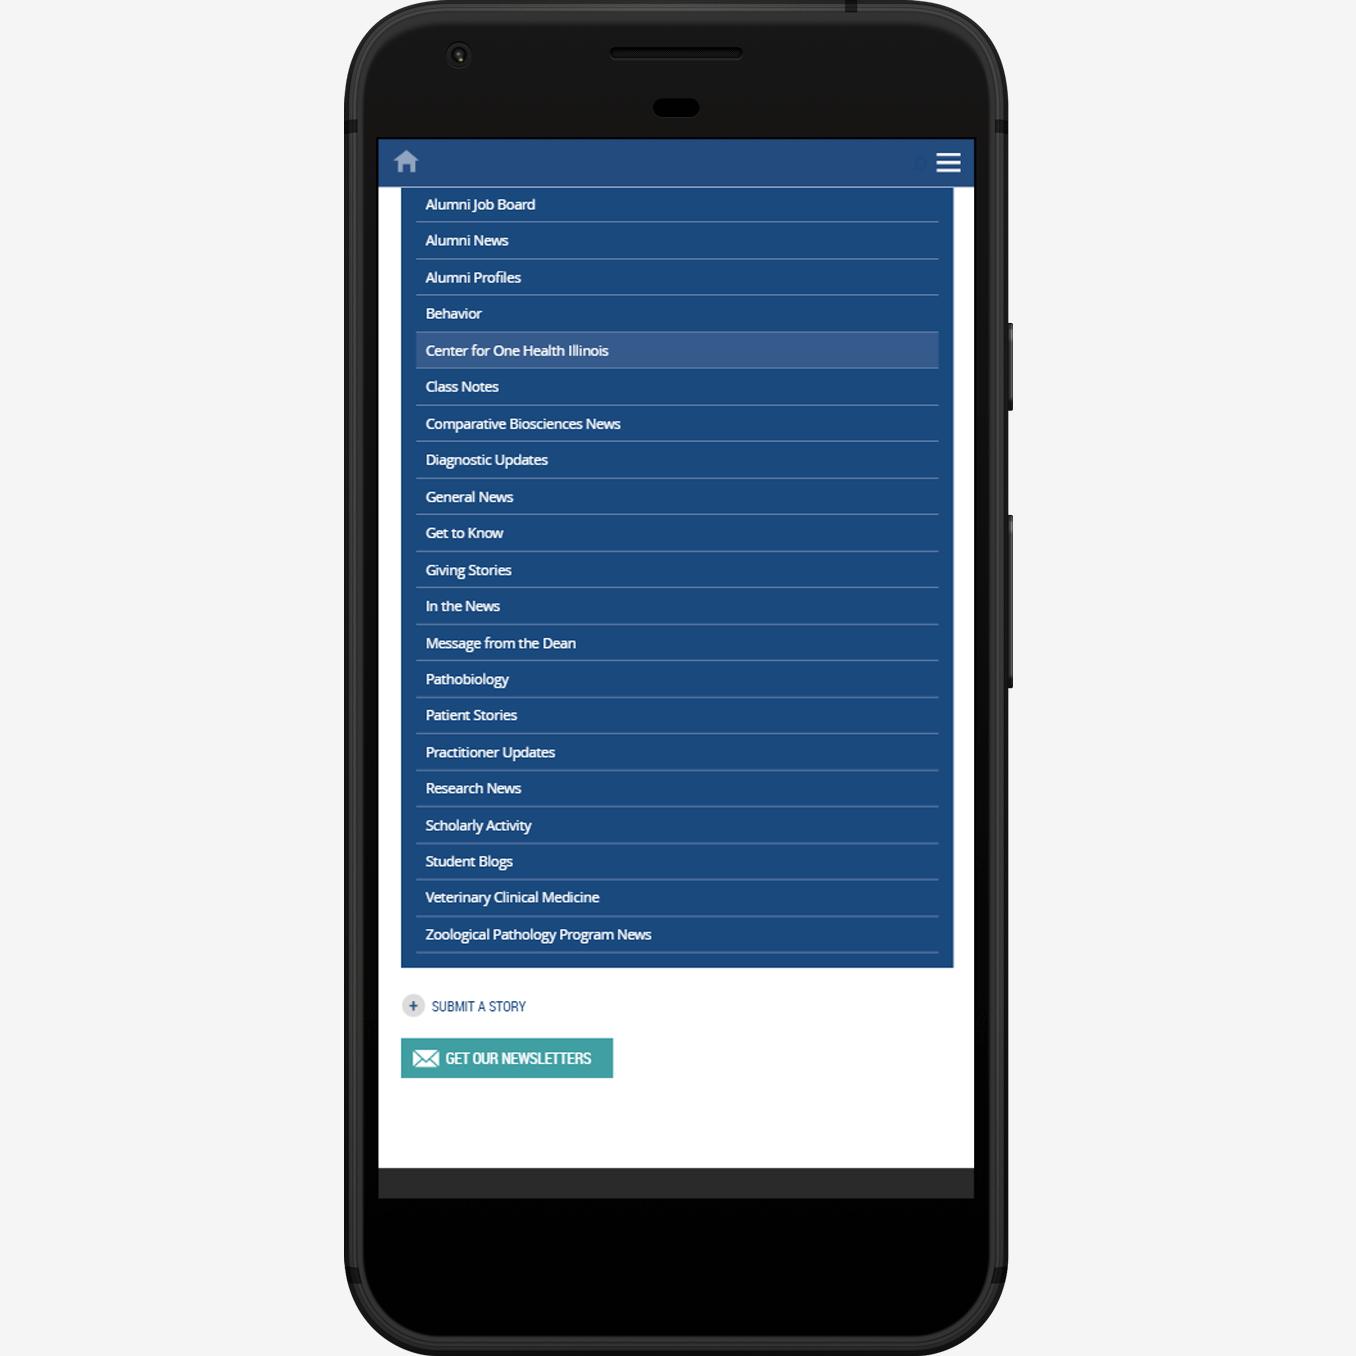 Alumni Job Board
Alumni News
Alumni Profiles
Behavior
Center for One Health Illinois
Class Notes
Comparative Biosciences News
Diagnostic Updates
General News
Get to Know
Giving Stories
In the News
Message from the Dean
Pathobiology
Patient Stories
Practitioner Updates
Research News
Scholarly Activity
Student Blogs
Veterinary Clinical Medicine
Zoological Pathology Program News
SUBMIT A STORY
GET OUR NEWSLETTERS